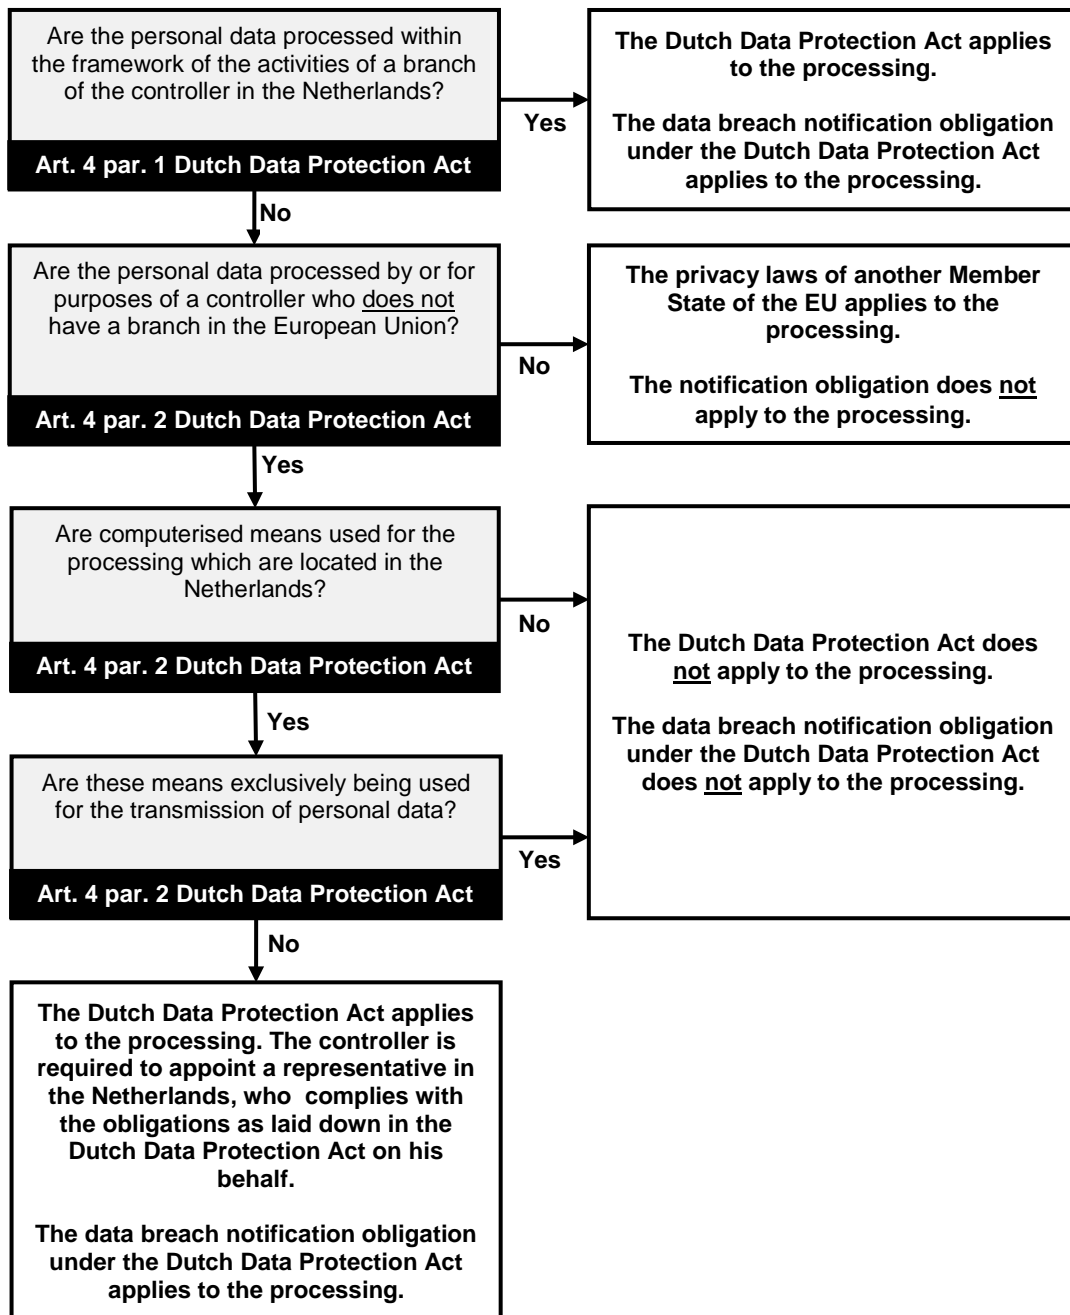 Are the personal data processed within
the framework of the activities of a branch
of the controller in the Netherlands?
Art. 4 par. 1 Dutch Data Protection Act
Yes
The Dutch Data Protection Act applies
to the processing.
The data breach notification obligation
under the Dutch Data Protection Act
applies to the processing.
No
Are the personal data processed by or for
purposes of a controller who does not
have a branch in the European Union?
Art. 4 par. 2 Dutch Data Protection Act
No
The privacy laws of another Member
State of the EU applies to the
processing.
The notification obligation does not
apply to the processing.
Yes
Are computerised means used for the
processing which are located in the
Netherlands?
Art. 4 par. 2 Dutch Data Protection Act
No
The Dutch Data Protection Act does
not apply to the processing.
The data breach notification obligation
under the Dutch Data Protection Act
does not apply to the processing.
Yes
Are these means exclusively being used
for the transmission of personal data?
Art. 4 par. 2 Dutch Data Protection Act
Yes
No
The Dutch Data Protection Act applies
to the processing. The controller is
required to appoint a representative in
the Netherlands, who  complies with
the obligations as laid down in the
Dutch Data Protection Act on his
behalf.
The data breach notification obligation
under the Dutch Data Protection Act
applies to the processing.